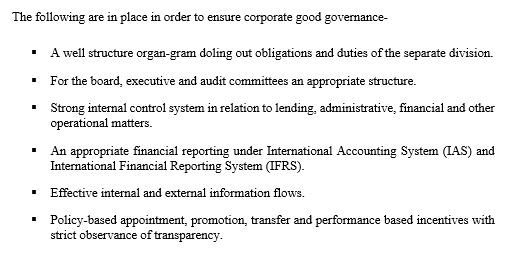 The following are in place in order to ensure corporate good governance-
▪ A well structure organ-gram doling out obligations and duties of the separate division.
▪ For the board, executive and audit committees an appropriate structure.
▪ Strong internal control system in relation to lending, administrative, financial and other
operational matters.
▪ An appropriate financial reporting under International Accounting System (IAS) and
International Financial Reporting System (IFRS).
▪ Effective internal and external information flows.
▪ Policy-based appointment, promotion, transfer and performance based incentives with
strict observance of transparency.